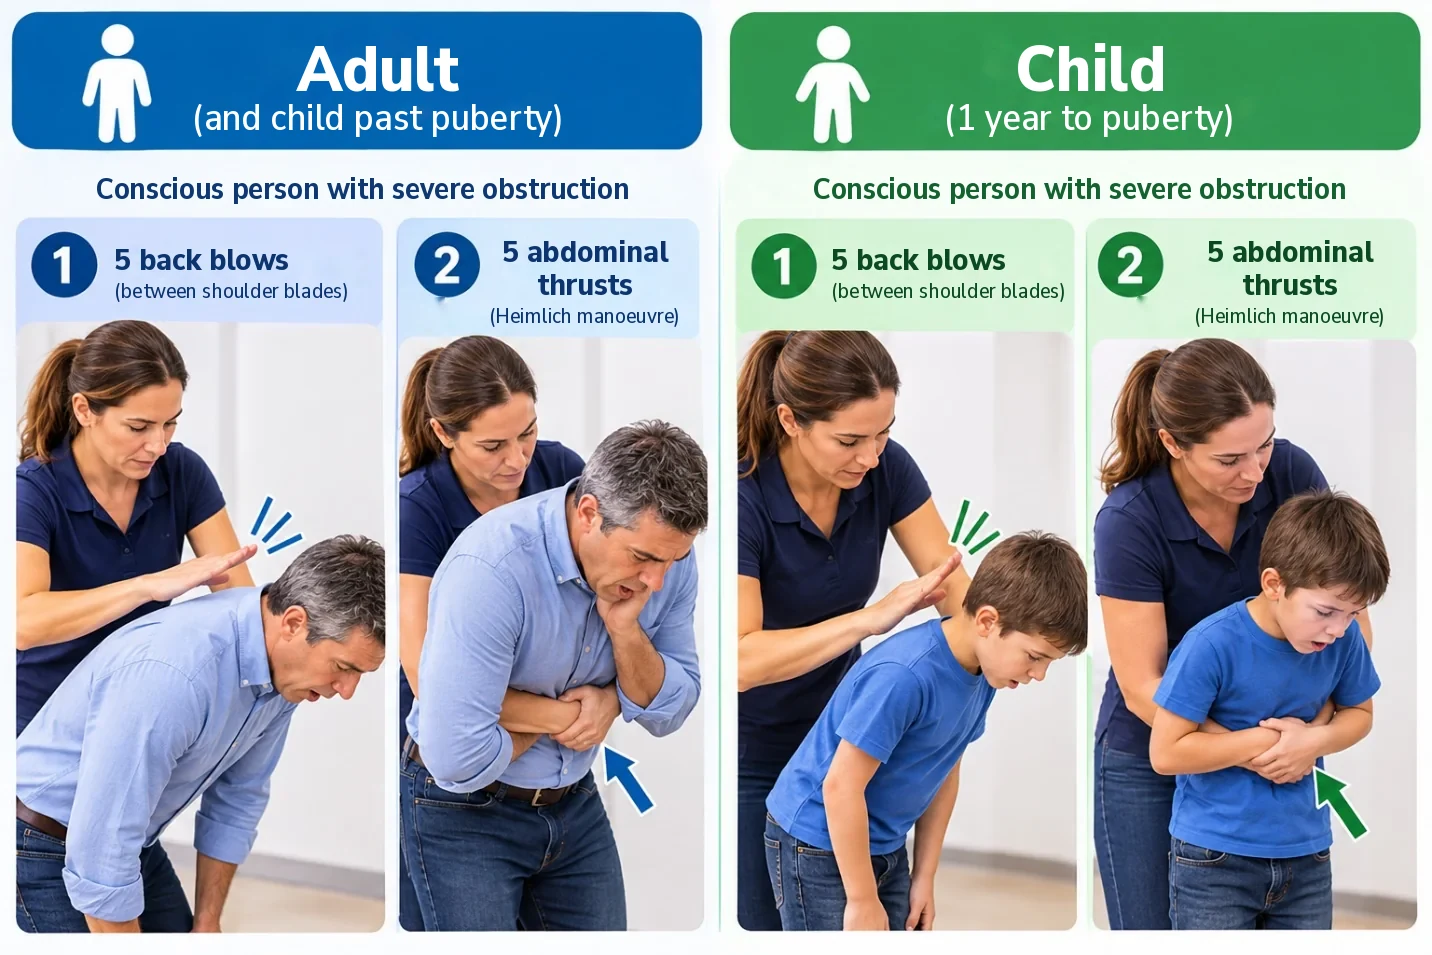 Adult
(and child past puberty)
Conscious person with severe obstruction
1
5 back blows
(between shoulder blades)
2
5 abdominal
thrusts
(Heimlich manoeuvre)
Child
(1 year to puberty)
Conscious person with severe obstruction
1
5 back blows
(between shoulder blades)
2
5 abdominal
thrusts
(Heimlich manoeuvre)